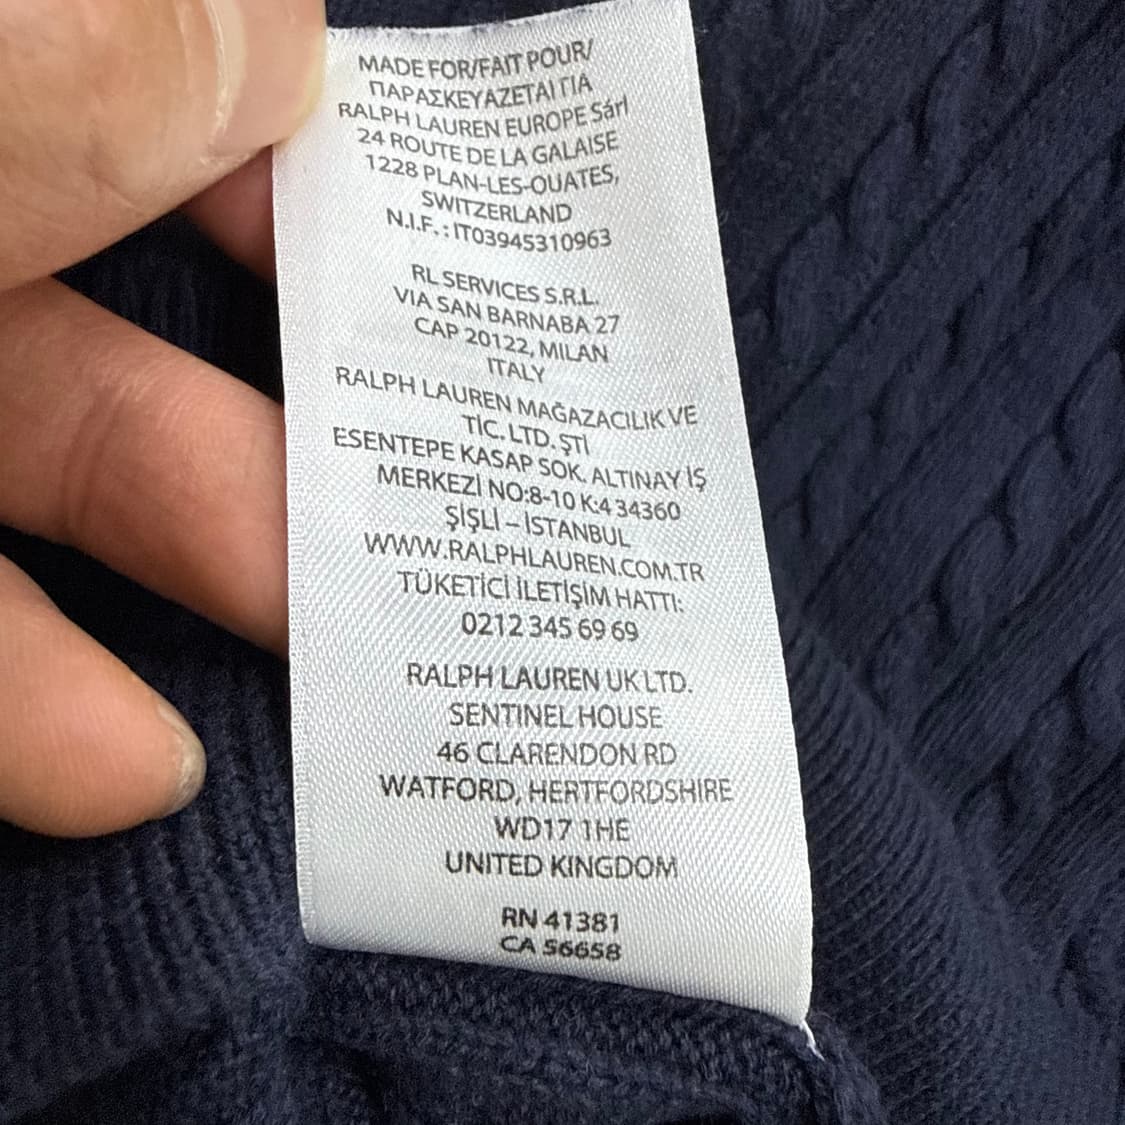 MADE FOR/FAIT POUR/
ΠΑΡΑΣΚΕΥΑΖΕΤΑΙ ΓΙΑ
RALPH LAUREN EUROPE Sárl
24 ROUTE DE LA GALAISE
1228 PLAN-LES-OUATES,
SWITZERLAND
N.I.F. : IT03945310963
RL SERVICES S.R.L.
VIA SAN BARNABA 27
CAP 20122, MILAN
ITALY
RALPH LAUREN MAĞAZACILIK VE
TİC. LTD. ŞTİ
ESENTEPE KASAP SOK. ALTINAY İŞ
MERKEZİ NO:8-10 K:4 34360
ŞİŞLİ – İSTANBUL
WWW.RALPHLAUREN.COM.TR
TÜKETİCİ İLETİŞİM HATTI:
0212 345 69 69
RALPH LAUREN UK LTD.
SENTINEL HOUSE
46 CLARENDON RD
WATFORD, HERTFORDSHIRE
WD17 1HE
UNITED KINGDOM
RN 41381
CA 56658